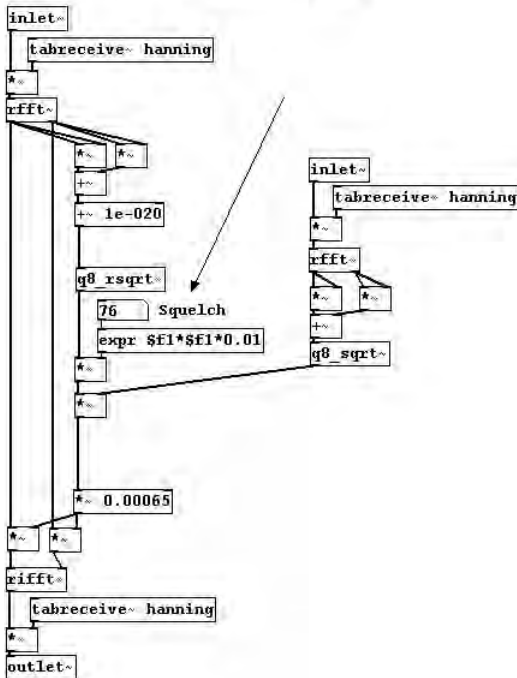 inlet~
tabreceive~ hanning
*~
rfft~
*~ *~
+~
+~ 1e-020
q8_rsqrt~
76 Squelch
expr $f1*$f1*0.01
*~
*~
*~ 0.00065
*~ *~
rifft~
tabreceive~ hanning
*~
outlet~
inlet~
tabreceive~ hanning
*~
rfft~
*~ *~
+~
q8_sqrt~